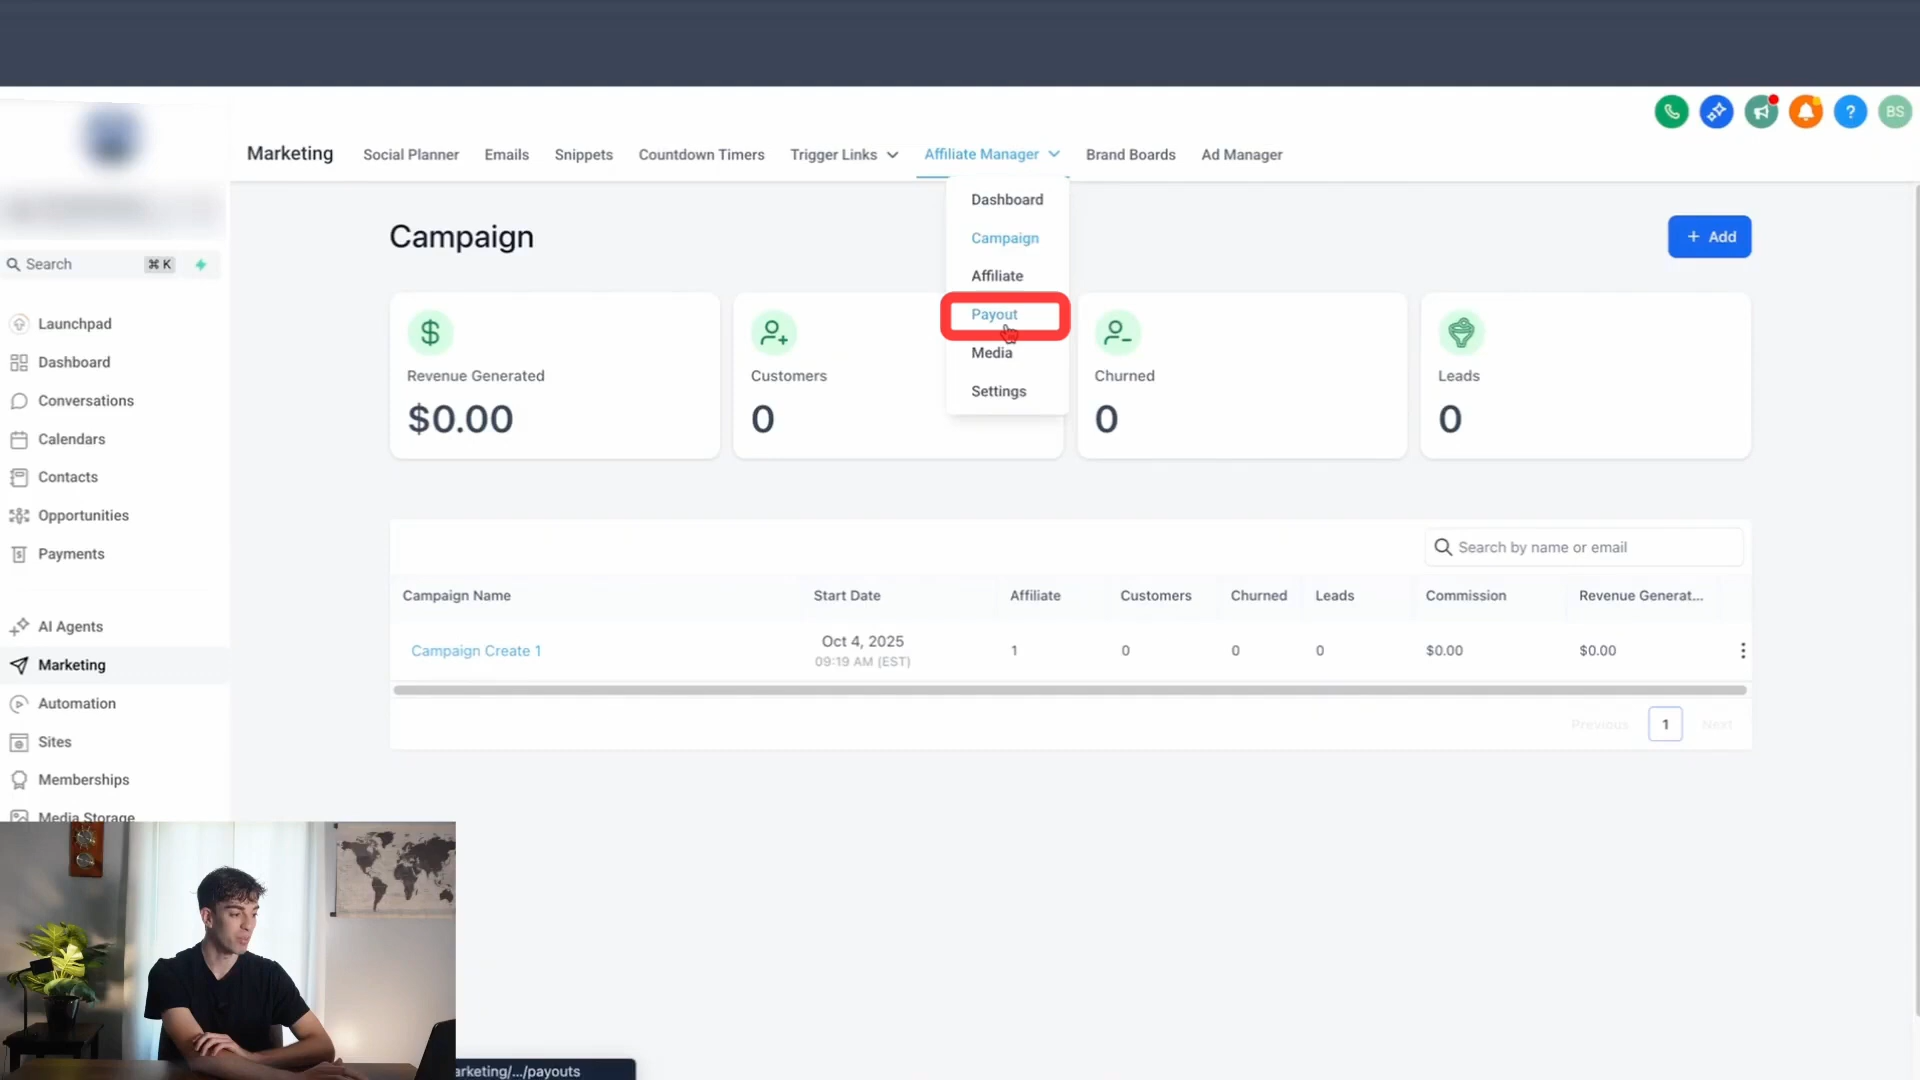 BS
Marketing
Social Planner
Emails
Snippets
Countdown Timers
Trigger Links
Affiliate Manager
Brand Boards
Ad Manager
Dashboard
Campaign
Affiliate
Payout
Media
Settings
Search
⌘ K
Launchpad
Dashboard
Conversations
Calendars
Contacts
Opportunities
Payments
AI Agents
Marketing
Automation
Sites
Memberships
Media Storage
Campaign
+ Add
Revenue Generated
$0.00
Customers
0
Churned
0
Leads
0
Search by name or email
Campaign Name Start Date Affiliate Customers Churned Leads Commission Revenue Generat...
Campaign Create 1 Oct 4, 2025 1 0 0 0 $0.00 $0.00
09:19 AM (EST)
Previous 1 Next
arketing/.../payouts